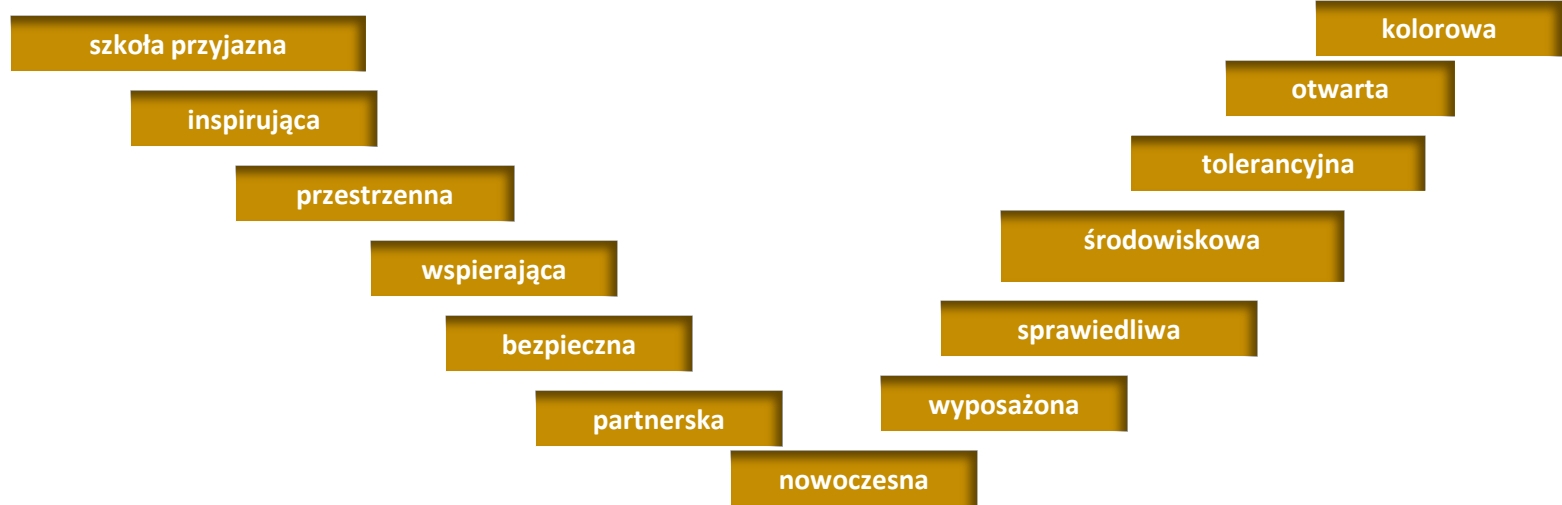 szkoła przyjazna
inspirująca
przestrzenna
wspierająca
bezpieczna
partnerska
nowoczesna
wyposażona
sprawiedliwa
środowiskowa
tolerancyjna
otwarta
kolorowa